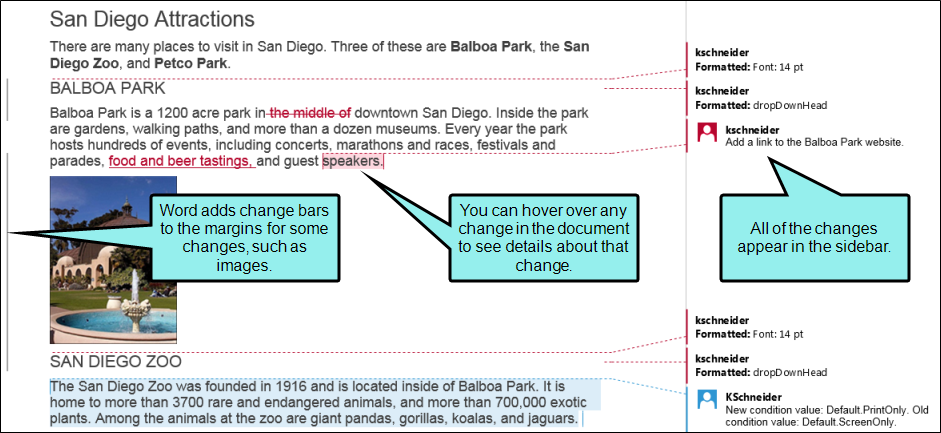 San Diego Attractions
There are many places to visit in San Diego. Three of these are Balboa Park, the San
Diego Zoo, and Petco Park.
kschneider
Formatted: Font: 14 pt
BALBOA PARK
kschneider
Formatted: dropDownHead
Balboa Park is a 1200 acre park in the middle of downtown San Diego. Inside the park
are gardens, walking paths, and more than a dozen museums. Every year the park
hosts hundreds of events, including concerts, marathons and races, festivals and
parades, food and beer tastings, and guest speakers.
kschneider
Add a link to the Balboa Park website.
Word adds change bars
to the margins for some
changes, such as
images.
You can hover over any
change in the document
to see details about that
change.
All of the changes
appear in the sidebar.
kschneider
Formatted: Font: 14 pt
SAN DIEGO ZOO
kschneider
Formatted: dropDownHead
The San Diego Zoo was founded in 1916 and is located inside of Balboa Park. It is
home to more than 3700 rare and endangered animals, and more than 700,000 exotic
plants. Among the animals at the zoo are giant pandas, gorillas, koalas, and jaguars.
KSchneider
New condition value: Default.PrintOnly. Old
condition value: Default.ScreenOnly.